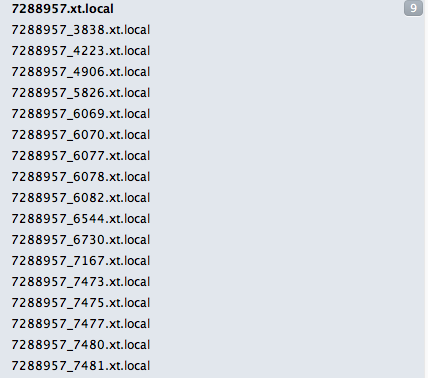 7288957.xt.local 9
7288957_3838.xt.local
7288957_4223.xt.local
7288957_4906.xt.local
7288957_5826.xt.local
7288957_6069.xt.local
7288957_6070.xt.local
7288957_6077.xt.local
7288957_6078.xt.local
7288957_6082.xt.local
7288957_6544.xt.local
7288957_6730.xt.local
7288957_7167.xt.local
7288957_7473.xt.local
7288957_7475.xt.local
7288957_7477.xt.local
7288957_7480.xt.local
7288957_7481.xt.local